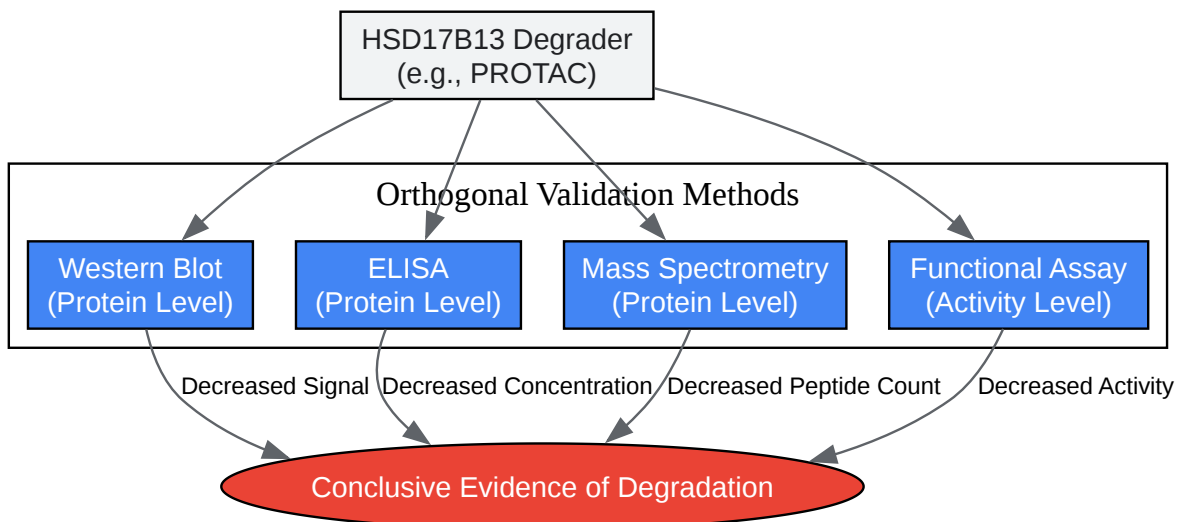 HSD17B13 Degrader
(e.g., PROTAC)
Orthogonal Validation Methods
Western Blot
(Protein Level)
ELISA
(Protein Level)
Mass Spectrometry
(Protein Level)
Functional Assay
(Activity Level)
Decreased Signal
Decreased Concentration
Decreased Peptide Count
Decreased Activity
Conclusive Evidence of Degradation